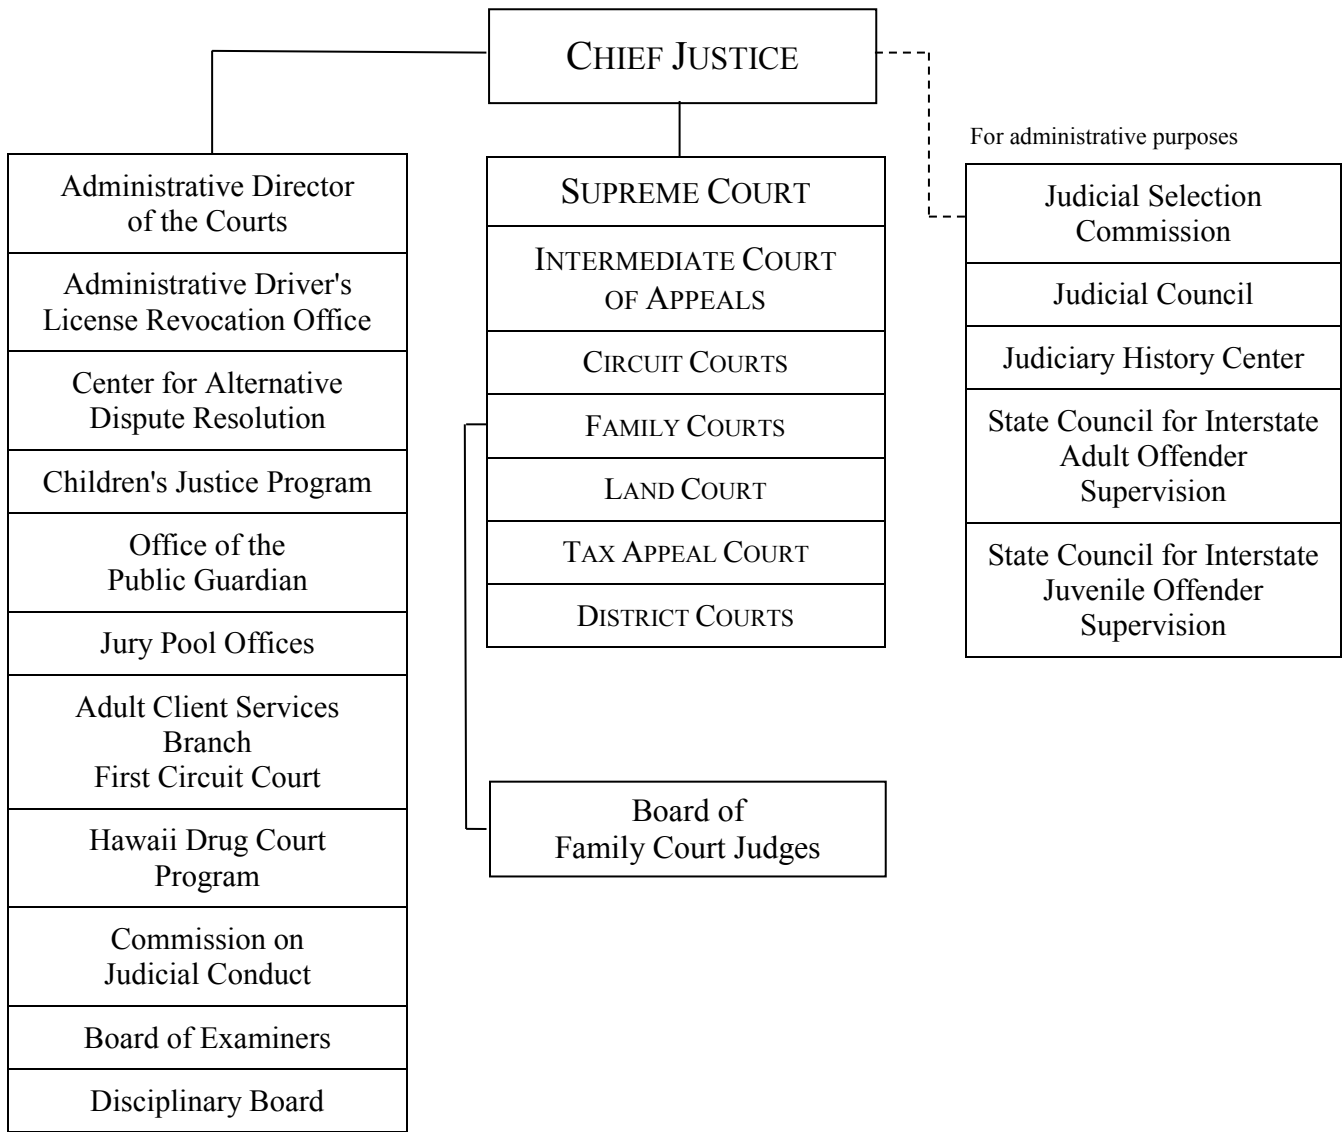 CHIEF JUSTICE
Administrative Director
of the Courts
Administrative Driver's
License Revocation Office
Center for Alternative
Dispute Resolution
Children's Justice Program
Office of the
Public Guardian
Jury Pool Offices
Adult Client Services
Branch
First Circuit Court
Hawaii Drug Court
Program
Commission on
Judicial Conduct
Board of Examiners
Disciplinary Board
SUPREME COURT
INTERMEDIATE COURT
OF APPEALS
CIRCUIT COURTS
FAMILY COURTS
LAND COURT
TAX APPEAL COURT
DISTRICT COURTS
Board of
Family Court Judges
For administrative purposes
Judicial Selection
Commission
Judicial Council
Judiciary History Center
State Council for Interstate
Adult Offender
Supervision
State Council for Interstate
Juvenile Offender
Supervision